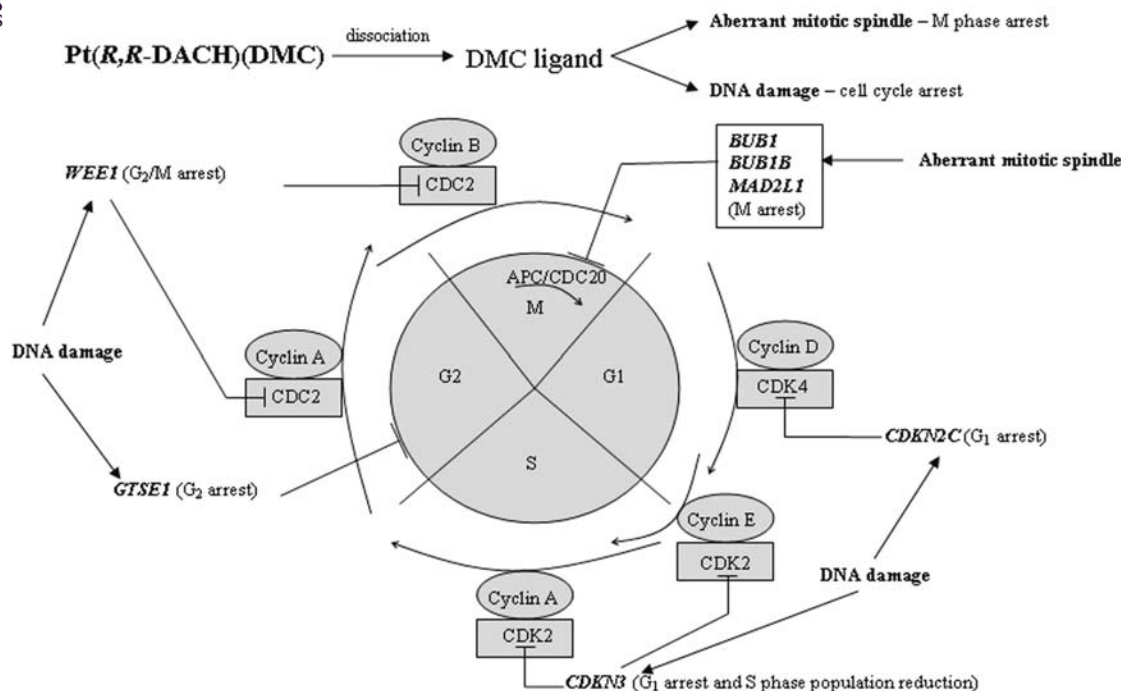 Pt(R,R-DACH)(DMC)
dissociation
DMC ligand
Aberrant mitotic spindle – M phase arrest
DNA damage – cell cycle arrest
Cyclin B
CDC2
WEE1 (G2/M arrest)
BUB1
BUB1B
MAD2L1
(M arrest)
Aberrant mitotic spindle
APC/CDC20
M
DNA damage
Cyclin A
CDC2
G2
G1
Cyclin D
CDK4
CDKN2C (G1 arrest)
S
GTSE1 (G2 arrest)
Cyclin E
CDK2
DNA damage
Cyclin A
CDK2
CDKN3 (G1 arrest and S phase population reduction)